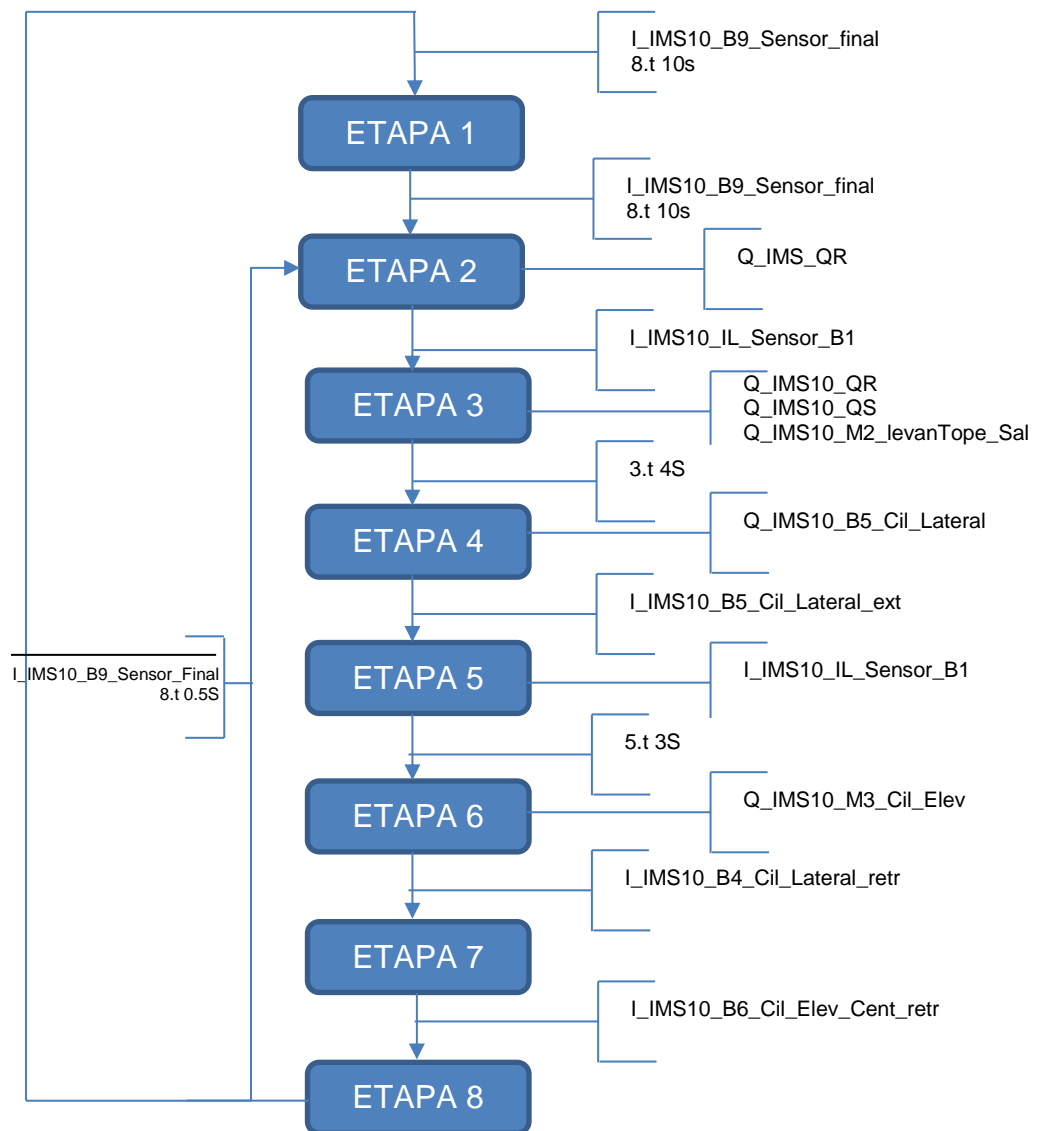 I_IMS10_B9_Sensor_final
8.t 10s
ETAPA 1
I_IMS10_B9_Sensor_final
8.t 10s
ETAPA 2
Q_IMS_QR
I_IMS10_IL_Sensor_B1
ETAPA 3
Q_IMS10_QR
Q_IMS10_QS
Q_IMS10_M2_levanTope_Sal
3.t 4S
ETAPA 4
Q_IMS10_B5_Cil_Lateral
I_IMS10_B5_Cil_Lateral_ext
I_IMS10_B9_Sensor_Final
8.t 0.5S
ETAPA 5
I_IMS10_IL_Sensor_B1
5.t 3S
ETAPA 6
Q_IMS10_M3_Cil_Elev
I_IMS10_B4_Cil_Lateral_retr
ETAPA 7
I_IMS10_B6_Cil_Elev_Cent_retr
ETAPA 8